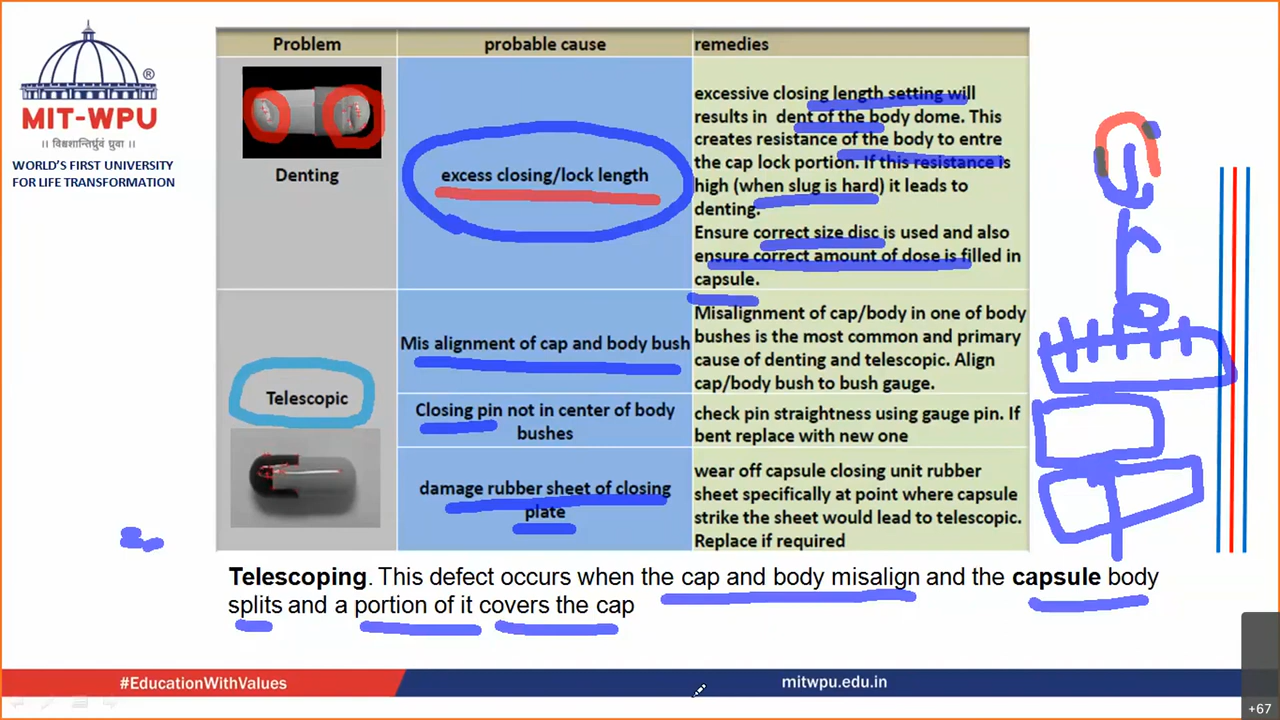 ®
MIT-WPU
॥ विश्वशान्तिर्ध्रुवं ध्रुवा ॥
WORLD'S FIRST UNIVERSITY
FOR LIFE TRANSFORMATION
Problem probable cause remedies
Denting
excess closing/lock length
excessive closing length setting will
results in dent of the body dome. This
creates resistance of the body to entre
the cap lock portion. If this resistance is
high (when slug is hard) it leads to
denting.
Ensure correct size disc is used and also
ensure correct amount of dose is filled in
capsule.
Telescopic
Mis alignment of cap and body bush
Misalignment of cap/body in one of body
bushes is the most common and primary
cause of denting and telescopic. Align
cap/body bush to bush gauge.
Closing pin not in center of body
bushes
check pin straightness using gauge pin. If
bent replace with new one
damage rubber sheet of closing
plate
wear off capsule closing unit rubber
sheet specifically at point where capsule
strike the sheet would lead to telescopic.
Replace if required
Telescoping. This defect occurs when the cap and body misalign and the capsule body
splits and a portion of it covers the cap
#EducationWithValues
mitwpu.edu.in
+67